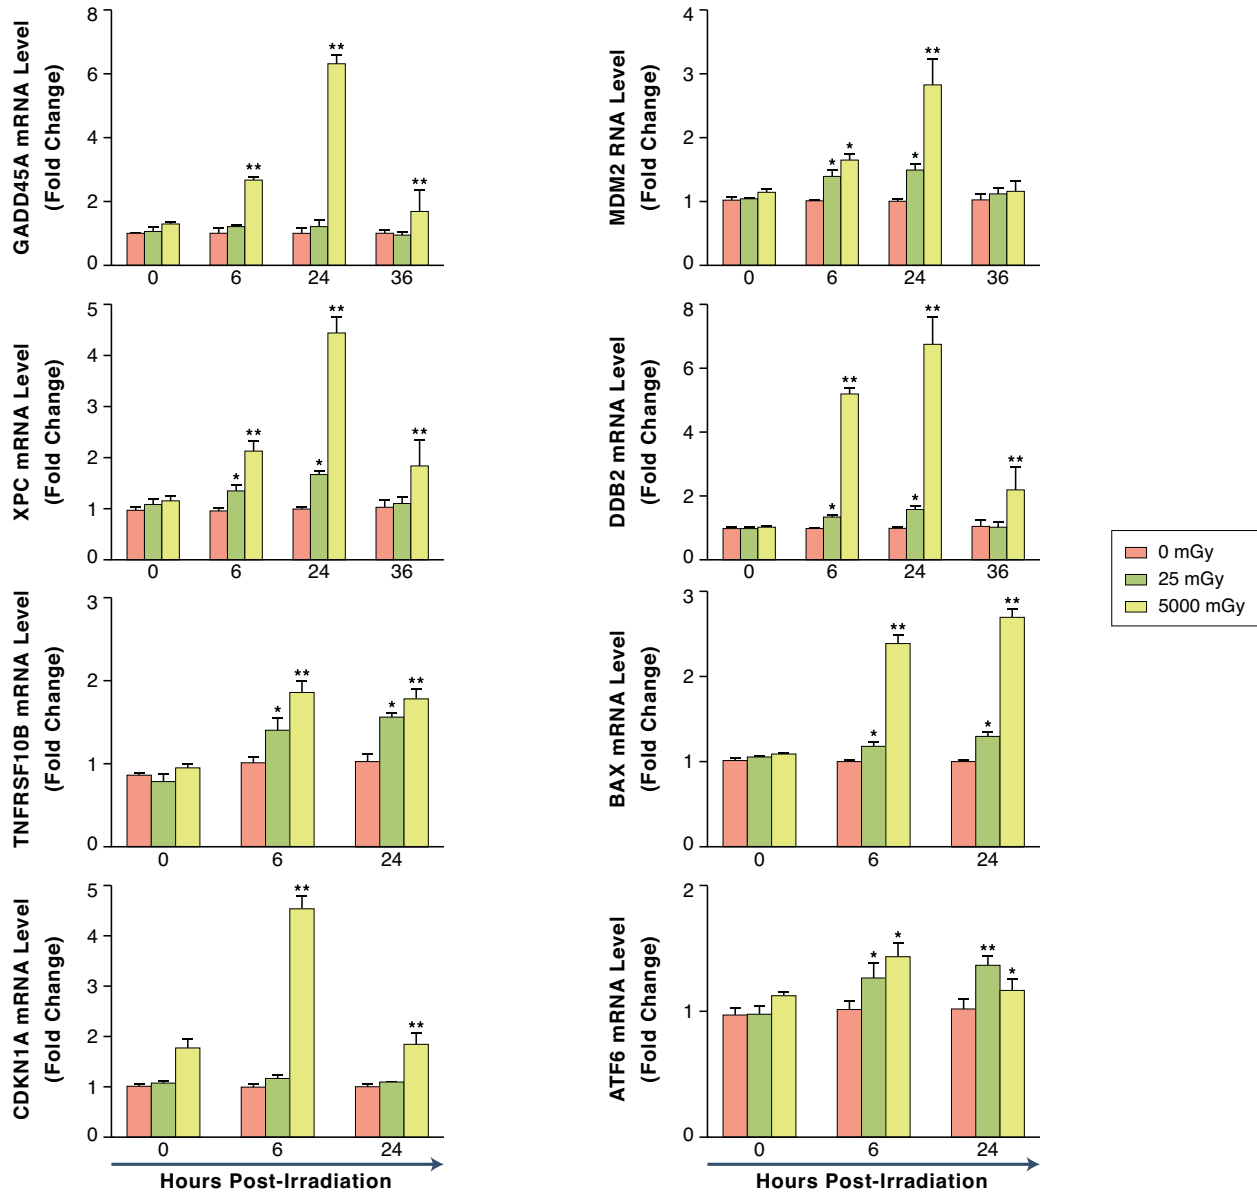 GADD45A mRNA Level
(Fold Change)
8
6
4
2
0
**
**
**
0 6 24 36
MDM2 RNA Level
(Fold Change)
4
3
2
1
0
*
*
*
**
0 6 24 36
XPC mRNA Level
(Fold Change)
5
4
3
2
1
0
*
**
*
**
**
0 6 24 36
DDB2 mRNA Level
(Fold Change)
8
6
4
2
0
*
**
*
**
**
0 6 24 36
0 mGy
25 mGy
5000 mGy
TNFRSF10B mRNA Level
(Fold Change)
3
2
1
0
*
**
*
**
0 6 24
BAX mRNA Level
(Fold Change)
3
2
1
0
*
**
*
**
0 6 24
CDKN1A mRNA Level
(Fold Change)
5
4
3
2
1
0
**
**
0 6 24
Hours Post-Irradiation
ATF6 mRNA Level
(Fold Change)
2
1
0
*
*
**
*
0 6 24
Hours Post-Irradiation